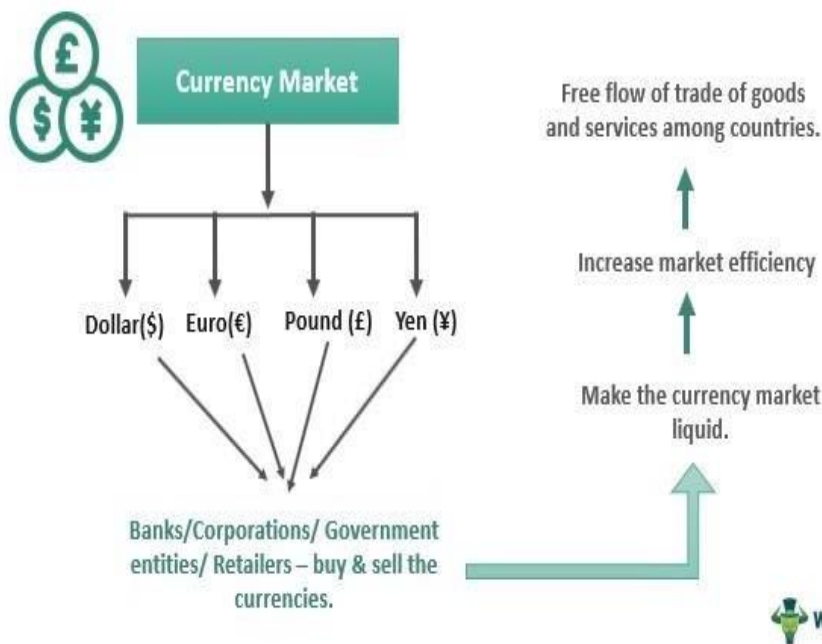 £
$ ¥
Currency Market
Dollar($) Euro(€) Pound (£) Yen (¥)
Banks/Corporations/ Government
entities/ Retailers – buy & sell the
currencies.
Make the currency market
liquid.
Increase market efficiency
Free flow of trade of goods
and services among countries.